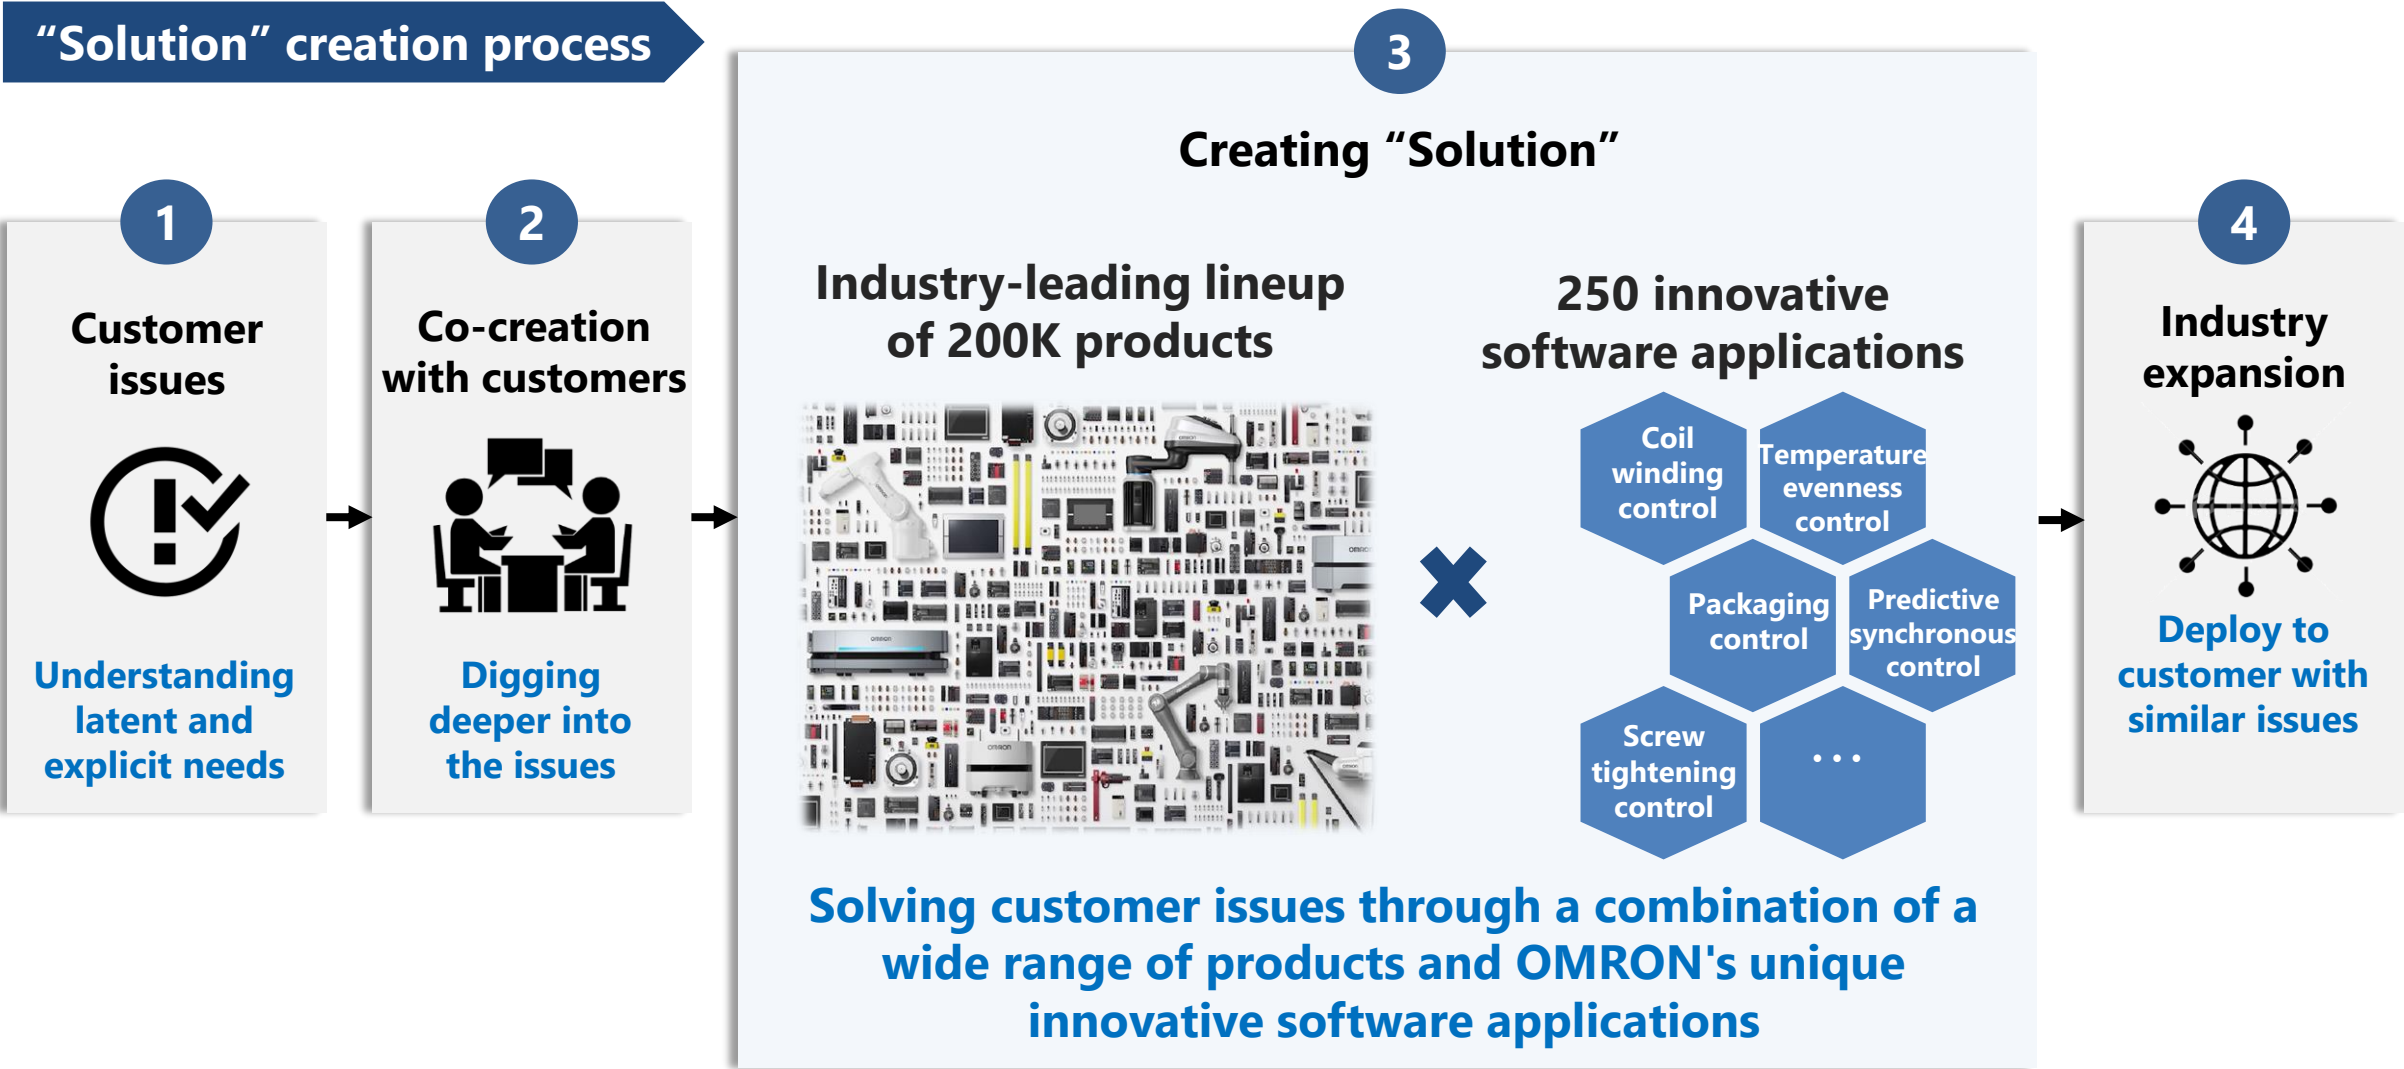 “Solution” creation process
1
Customer
issues
Understanding
latent and
explicit needs
2
Co-creation
with customers
Digging
deeper into
the issues
3
Creating “Solution”
Industry-leading lineup
of 200K products
OMRON
OMRON
OMRON
250 innovative
software applications
Coil
winding
control
Temperature
evenness
control
Packaging
control
Predictive
synchronous
control
Screw
tightening
control
・・・
Solving customer issues through a combination of a
wide range of products and OMRON's unique
innovative software applications
4
Industry
expansion
Deploy to
customer with
similar issues